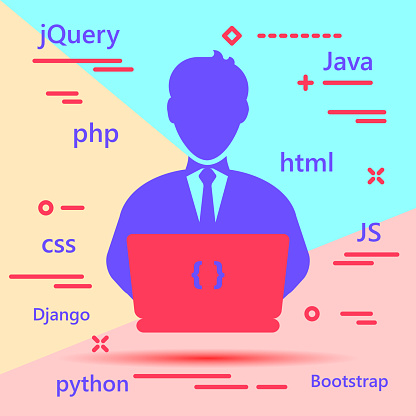 jQuery
Java
php
html
JS
css
{ }
Django
python
Bootstrap